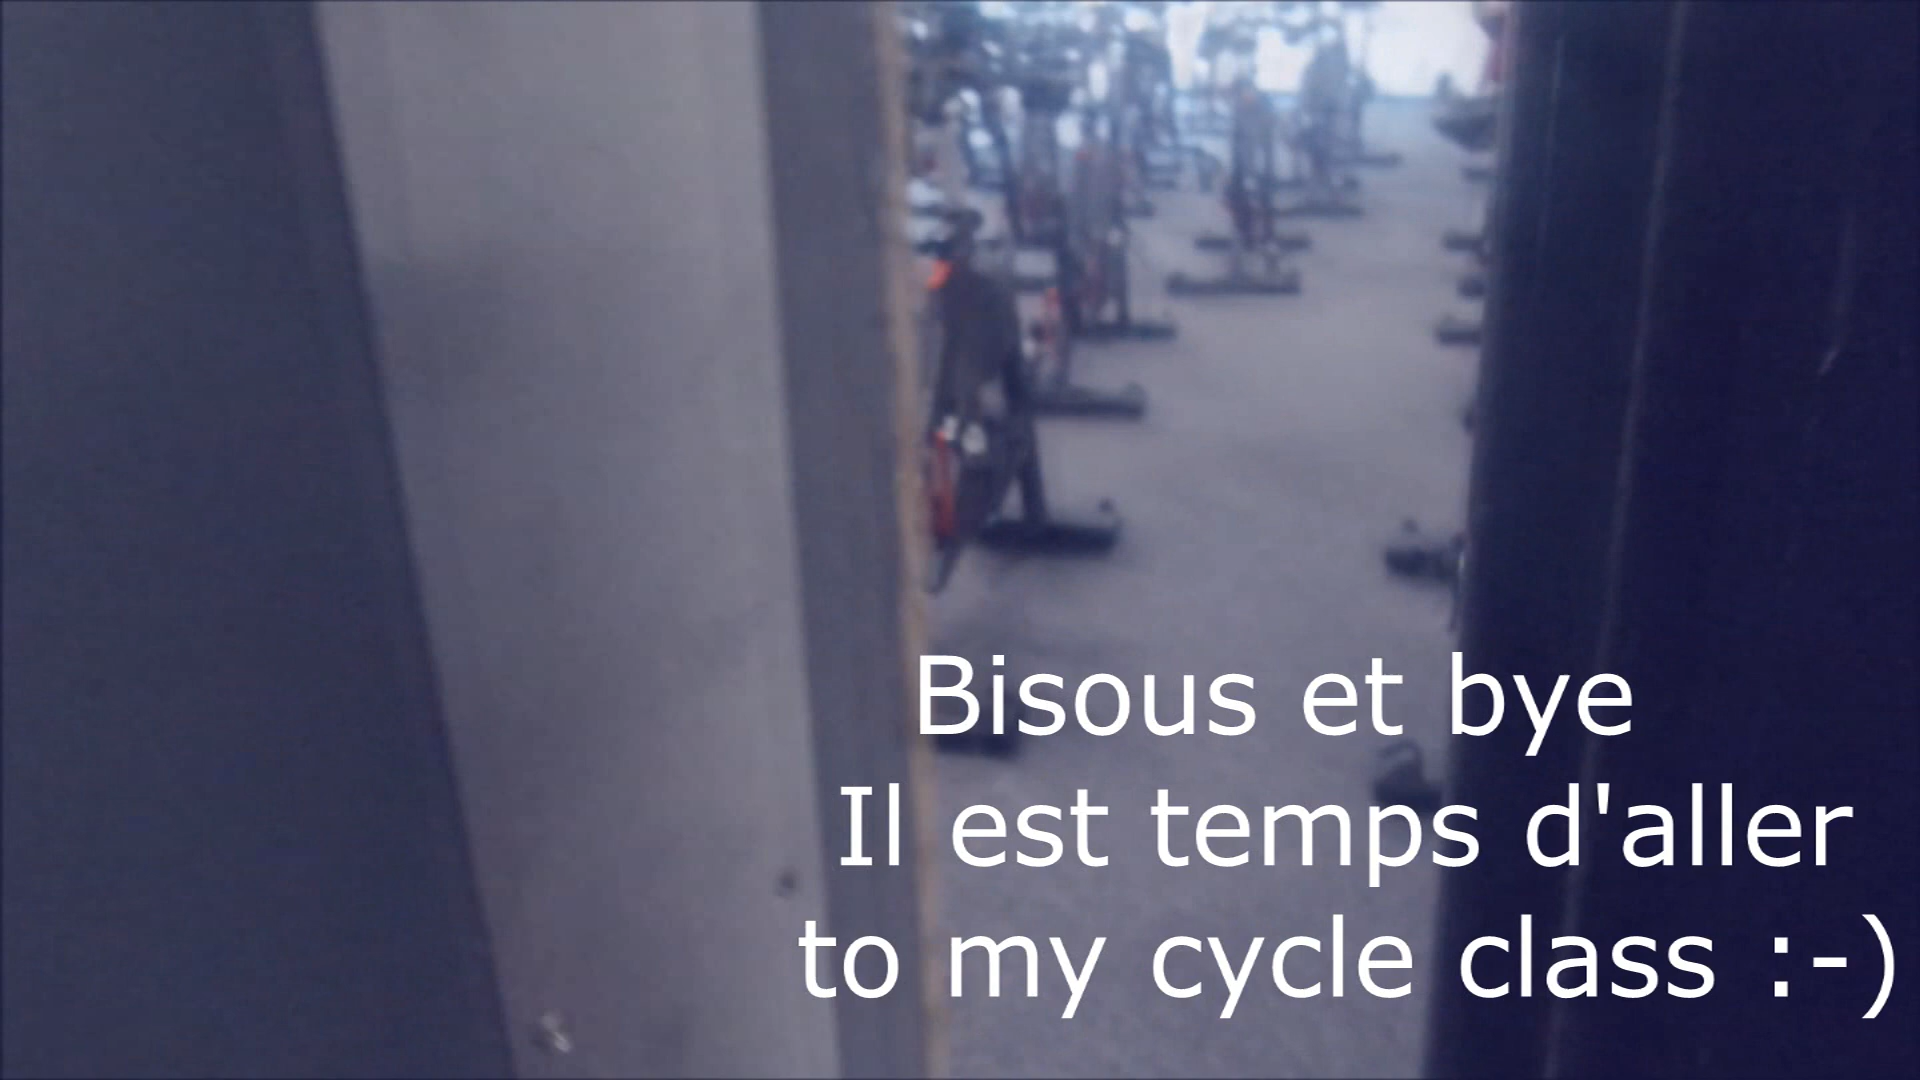 Bisous et bye
Il est temps d'aller
to my cycle class :-)